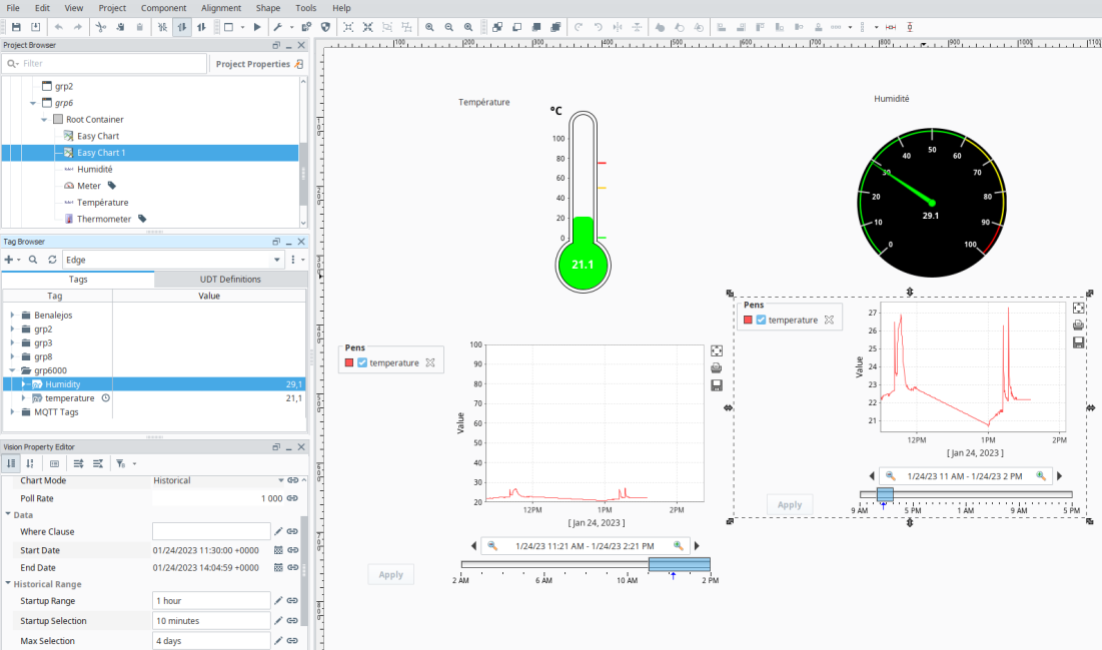 File Edit View Project Component Alignment Shape Tools Help
Project Browser
Filter
Project Properties
grp2
grp6
Root Container
Easy Chart
Easy Chart 1
Humidité
Meter
Température
Thermometer
Tag Browser
Edge
Tags UDT Definitions
Tag Value
Benalejos
grp2
grp3
grp8
grp6000
Humidity 29,1
temperature 21,1
MQTT Tags
Vision Property Editor
Chart Mode Historical
Poll Rate 1 000
Data
Where Clause
Start Date 01/24/2023 11:30:00 +0000
End Date 01/24/2023 14:04:59 +0000
Historical Range
Startup Range 1 hour
Startup Selection 10 minutes
Max Selection 4 days
Température
°C
100
80
60
40
20
0
21.1
Humidité
0 10 20 30 40 50 60 70 80 90 100
29.1
Pens
temperature
100
90
80
70
60
50
40
30
20
Value
12PM 1PM 2PM
[ Jan 24, 2023 ]
1/24/23 11:21 AM - 1/24/23 2:21 PM
2 AM 6 AM 10 AM 2 PM
Apply
Pens
temperature
27
26
25
24
23
22
21
Value
12PM 1PM 2PM
[ Jan 24, 2023 ]
1/24/23 11 AM - 1/24/23 2 PM
9 AM 5 PM 1 AM 9 AM 5 PM
Apply